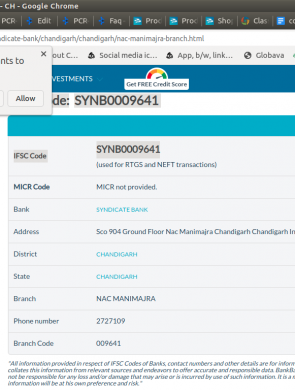 – CH - Google Chrome
PCR Edit PCR Faq Pro Pro Sh Clas co
dicate-bank/chandigarh/chandigarh/nac-manimajra-branch.html
out C... Social media ic... App, b/w, link... Globava
nts to ×
VESTMENTS
Allow
Get FREE Credit Score
de: SYNB0009641
IFSC Code SYNB0009641
(used for RTGS and NEFT transactions)
MICR Code MICR not provided.
Bank SYNDICATE BANK
Address Sco 904 Ground Floor Nac Manimajra Chandigarh Chandigarh In
District CHANDIGARH
State CHANDIGARH
Branch NAC MANIMAJRA
Phone number 2727109
Branch Code 009641
"All information provided in respect of IFSC Codes of Banks, contact numbers and other details are for inform
collates this information from relevant sources and endeavors to offer accurate and responsible data. BankBa
not be responsible for any loss and/or damage that may arise or is incurred by use of such information. It is a
information will be at his own preference and risk."